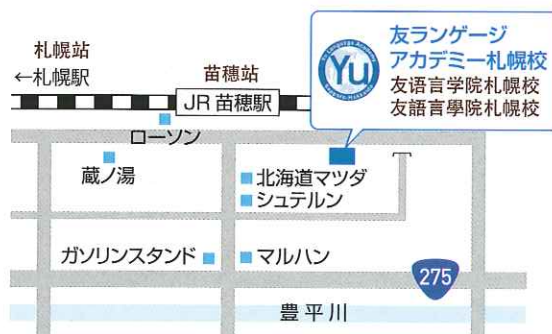 札幌站
←札幌駅
苗穂站
JR 苗穂駅
Yu
友ランゲージ
アカデミー札幌校
友语言学院札幌校
友語言學院札幌校
ローソン
蔵ノ湯
北海道マツダ
シュテルン
ガソリンスタンド
マルハン
275
豊平川